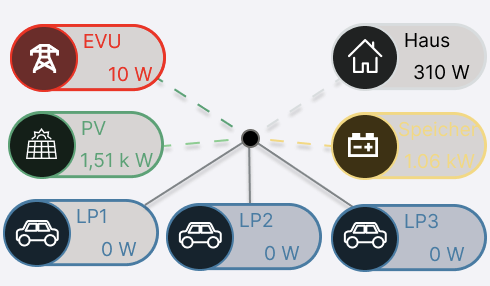 EVU
10 W
Haus
310 W
PV
1,51 k W
Speicher
1,06 kW
LP1
0 W
LP2
0 W
LP3
0 W